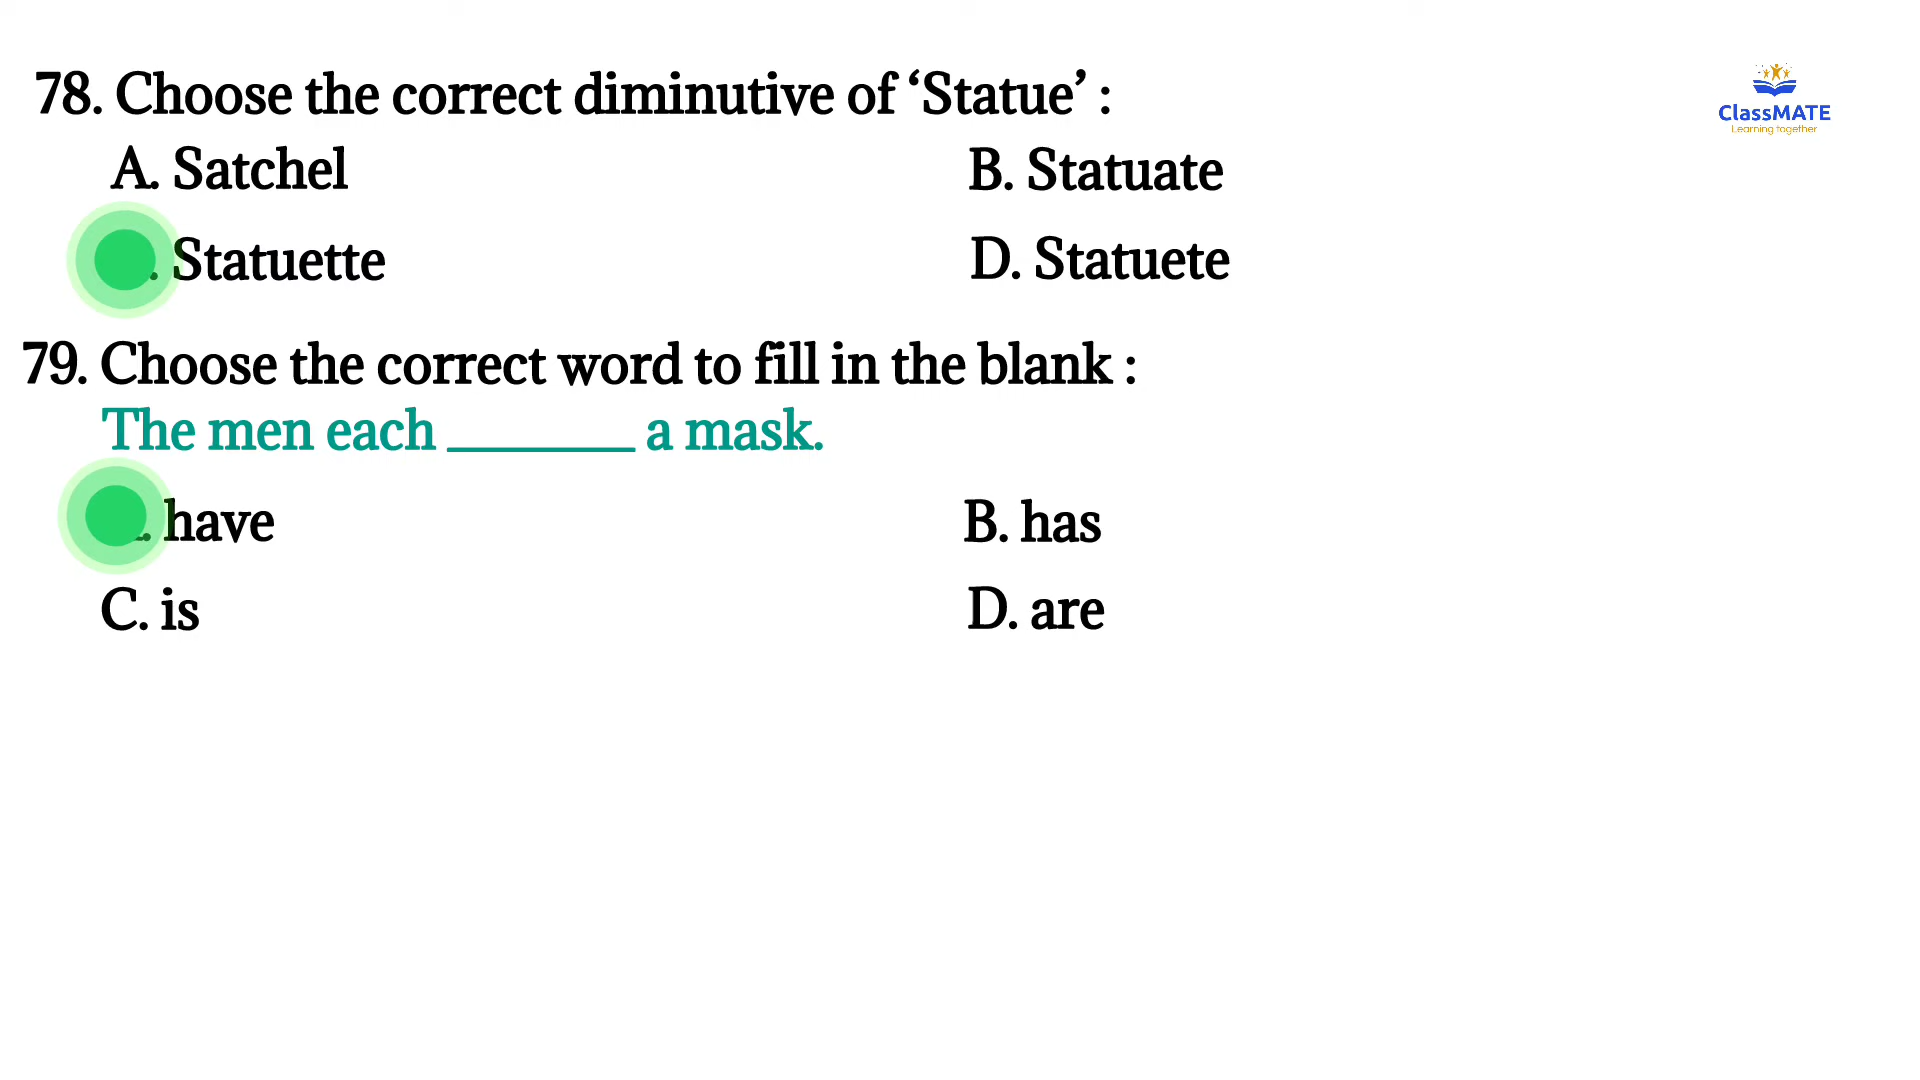 78. Choose the correct diminutive of ‘Statue’ :
ClassMATE
Learning together
A. Satchel
B. Statuate
. Statuette
D. Statuete
79. Choose the correct word to fill in the blank :
The men each ________ a mask.
. have
B. has
C. is
D. are